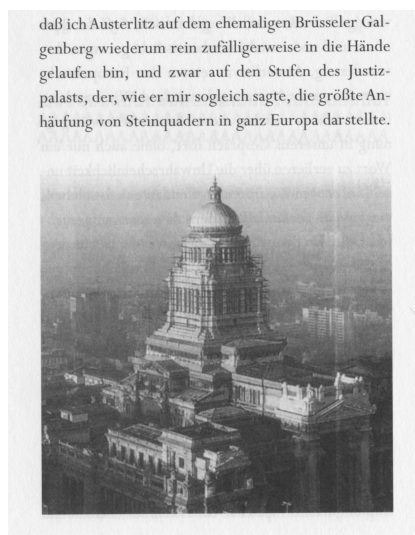 daß ich Austerlitz auf dem ehemaligen Brüsseler Gal-
genberg wiederum rein zufälligerweise in die Hände
gelaufen bin, und zwar auf den Stufen des Justiz-
palasts, der, wie er mir sogleich sagte, die größte An-
häufung von Steinquadern in ganz Europa darstellte.